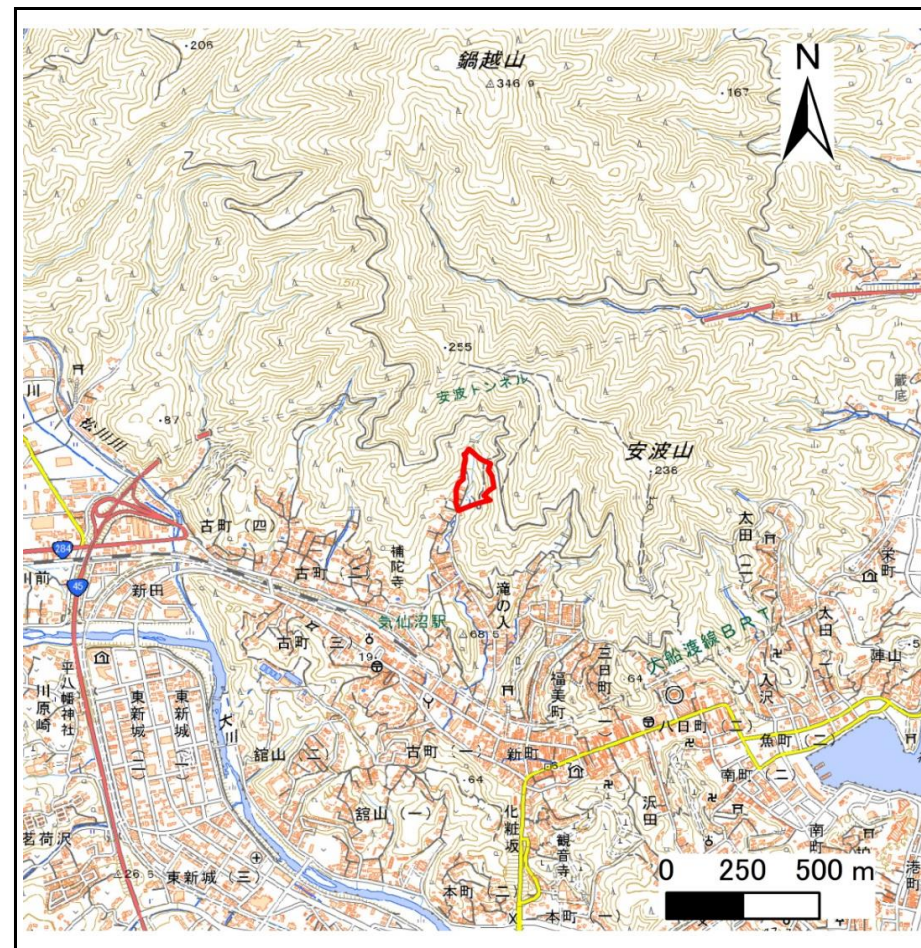 206
鍋越山
346.9
167
N
255
安波トンネル
蔵底
安波山
236
87
川
松川川
古町（四）
284
川前
45
新田
補陀寺
滝の入
気仙沼駅
68.5
古町（三）
太田（二）
栄町
太田
大船渡線BRT
陣山
三日町
64
入沢
福美町
八日町（二）
魚町（二）
平八幡神社
川原崎
東新城（二）
東新城（一）
大川
舘山（二）
古町（一）
新町
南町（二）
64
沢田
舘山（一）
化粧坂
観音寺
南町
茗荷沢
26.5
東新城（三）
本町（二）
本町（一）
港町
0 250 500 m